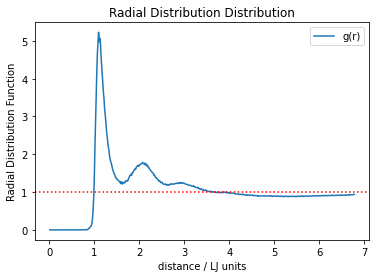 Radial Distribution Distribution
g(r)
Radial Distribution Function
5
4
3
2
1
0
0 1 2 3 4 5 6 7
distance / LJ units